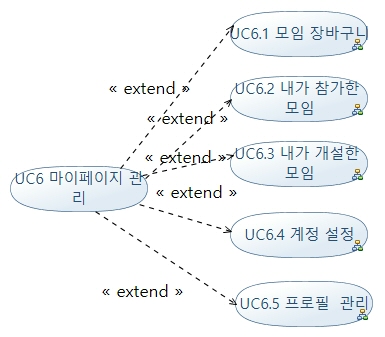 UC6.1 모임 장바구니
« extend »
UC6.2 내가 참가한
모임
« extend »
UC6.3 내가 개설한
모임
« extend »
UC6 마이페이지 관
리
« extend »
UC6.4 계정 설정
« extend »
UC6.5 프로필 관리